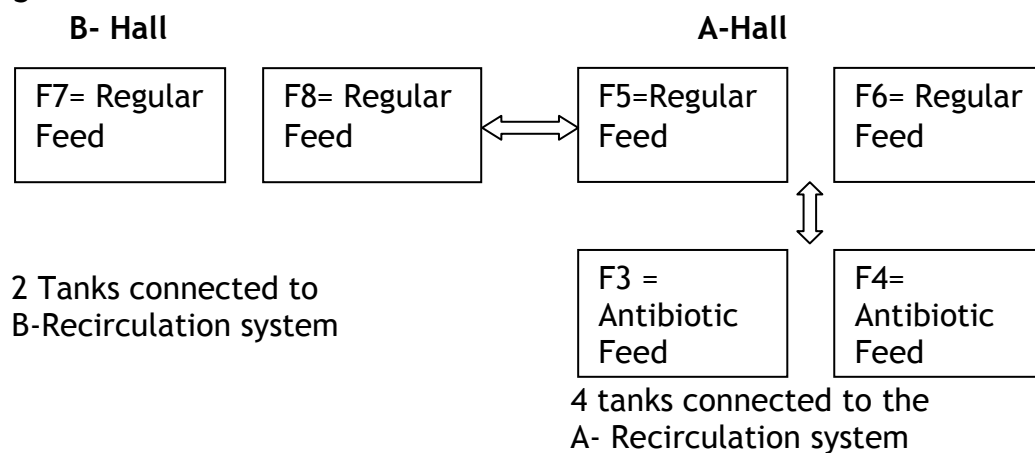 B- Hall
A-Hall
F7= Regular
Feed
F8= Regular
Feed
F5=Regular
Feed
F6= Regular
Feed
2 Tanks connected to
B-Recirculation system
F3 =
Antibiotic
Feed
F4=
Antibiotic
Feed
4 tanks connected to the
A- Recirculation system